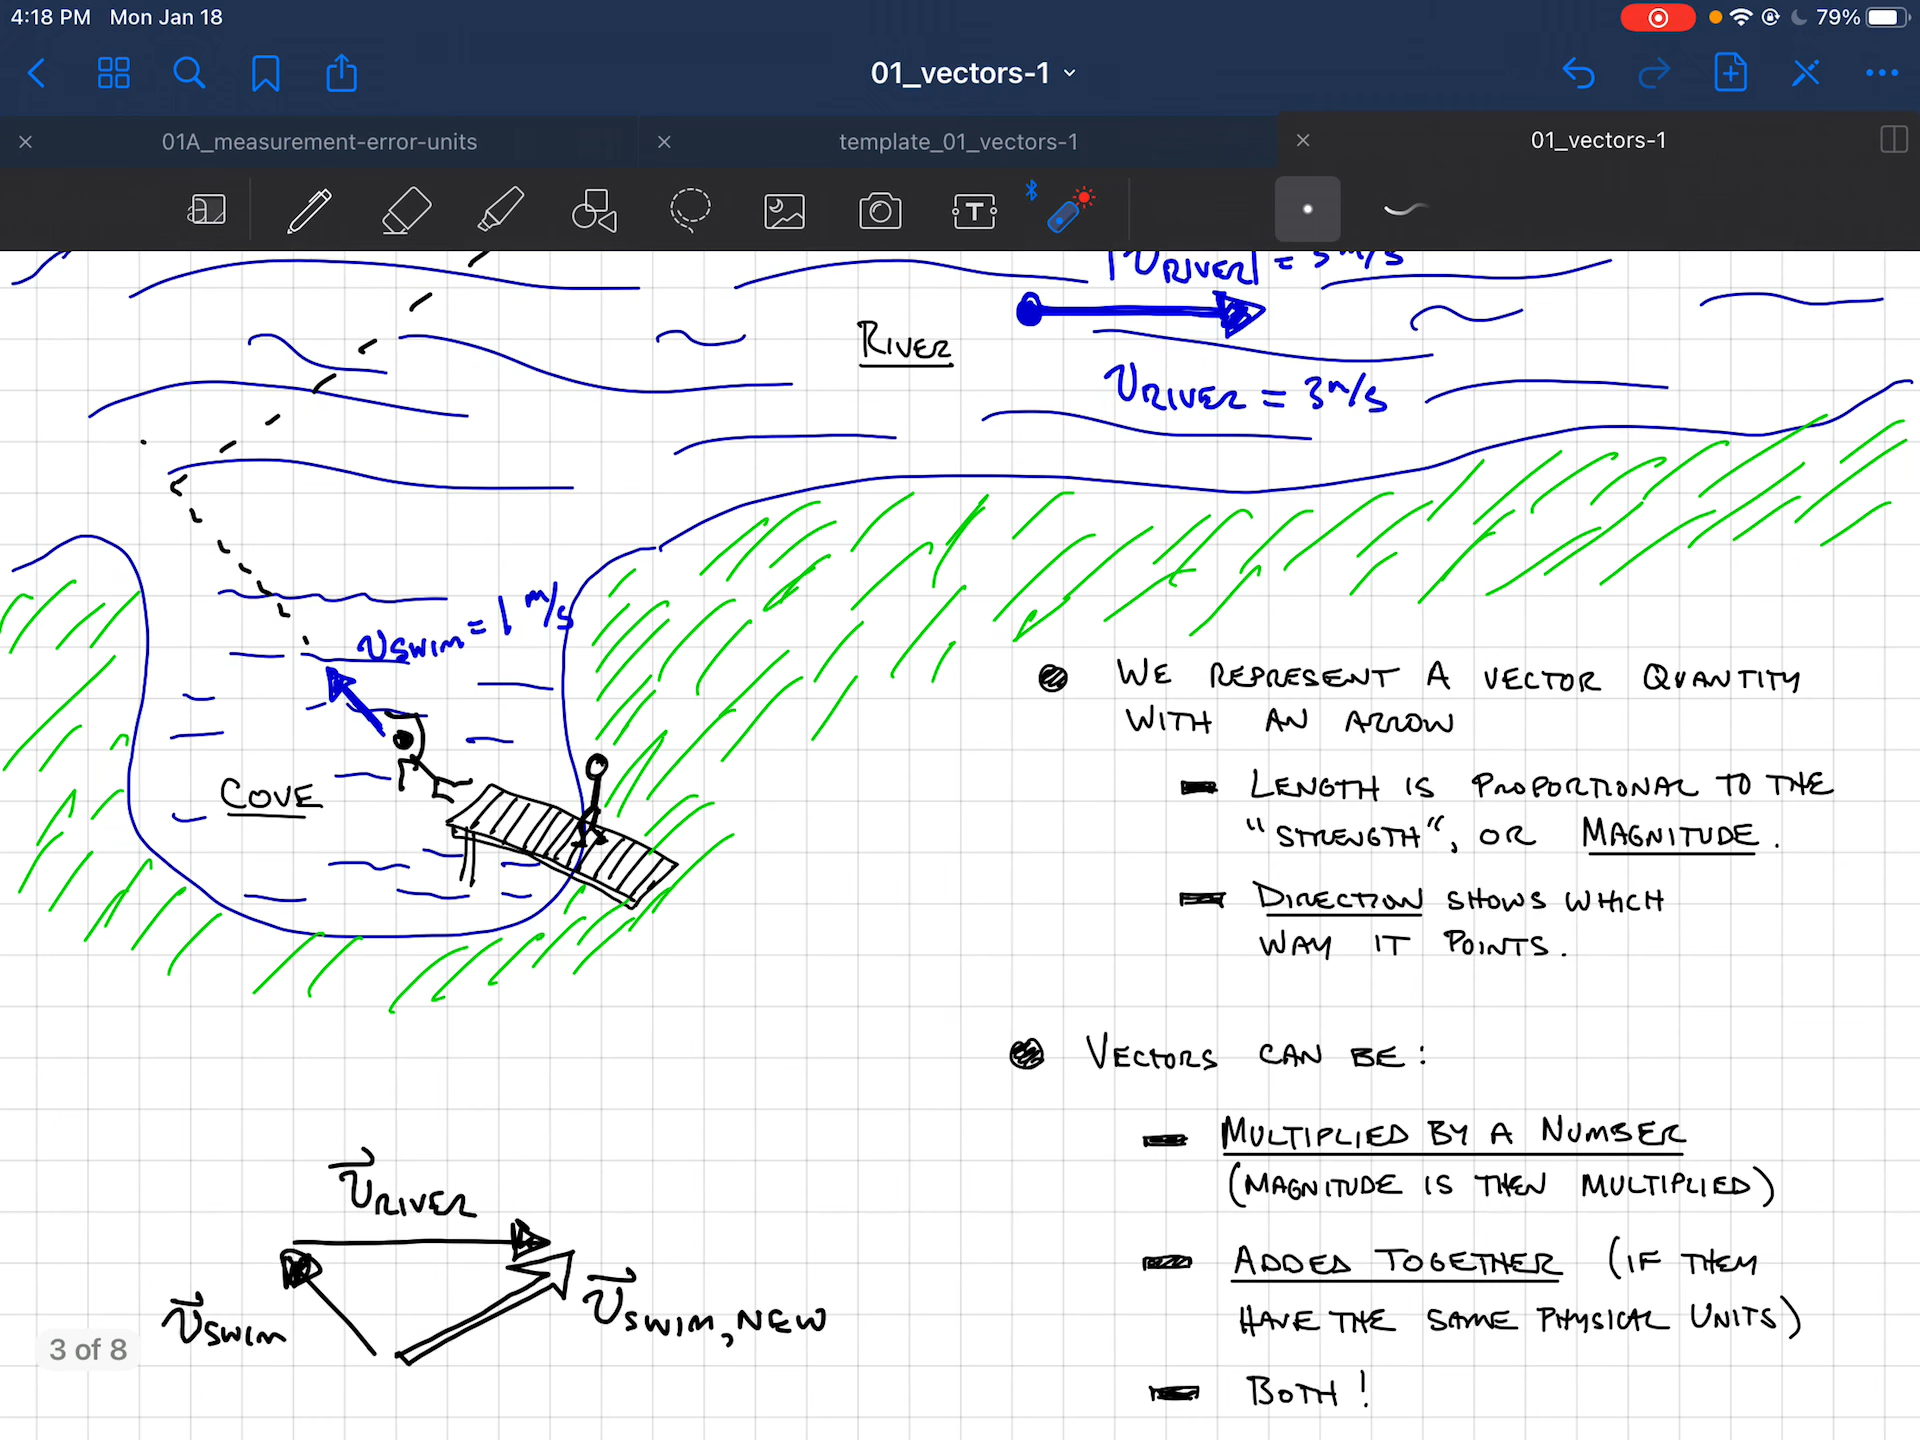 4:18 PM Mon Jan 18
79%
01_vectors-1
01A_measurement-error-units
template_01_vectors-1
01_vectors-1
|VRIVER| = 3 m/s
RIVER
VRIVER = 3 m/s
VSWIM = 1 m/s
COVE
WE REPRESENT A VECTOR QUANTITY
WITH AN ARROW
LENGTH IS PROPORTIONAL TO THE
"STRENGTH", OR MAGNITUDE.
DIRECTION SHOWS WHICH
WAY IT POINTS.
VECTORS CAN BE:
MULTIPLIED BY A NUMBER
(MAGNITUDE IS THEN MULTIPLIED)
ADDED TOGETHER (IF THEM
HAVE THE SAME PHYSICAL UNITS)
BOTH!
VRIVER
VSWIM
VSWIM, NEW
3 of 8